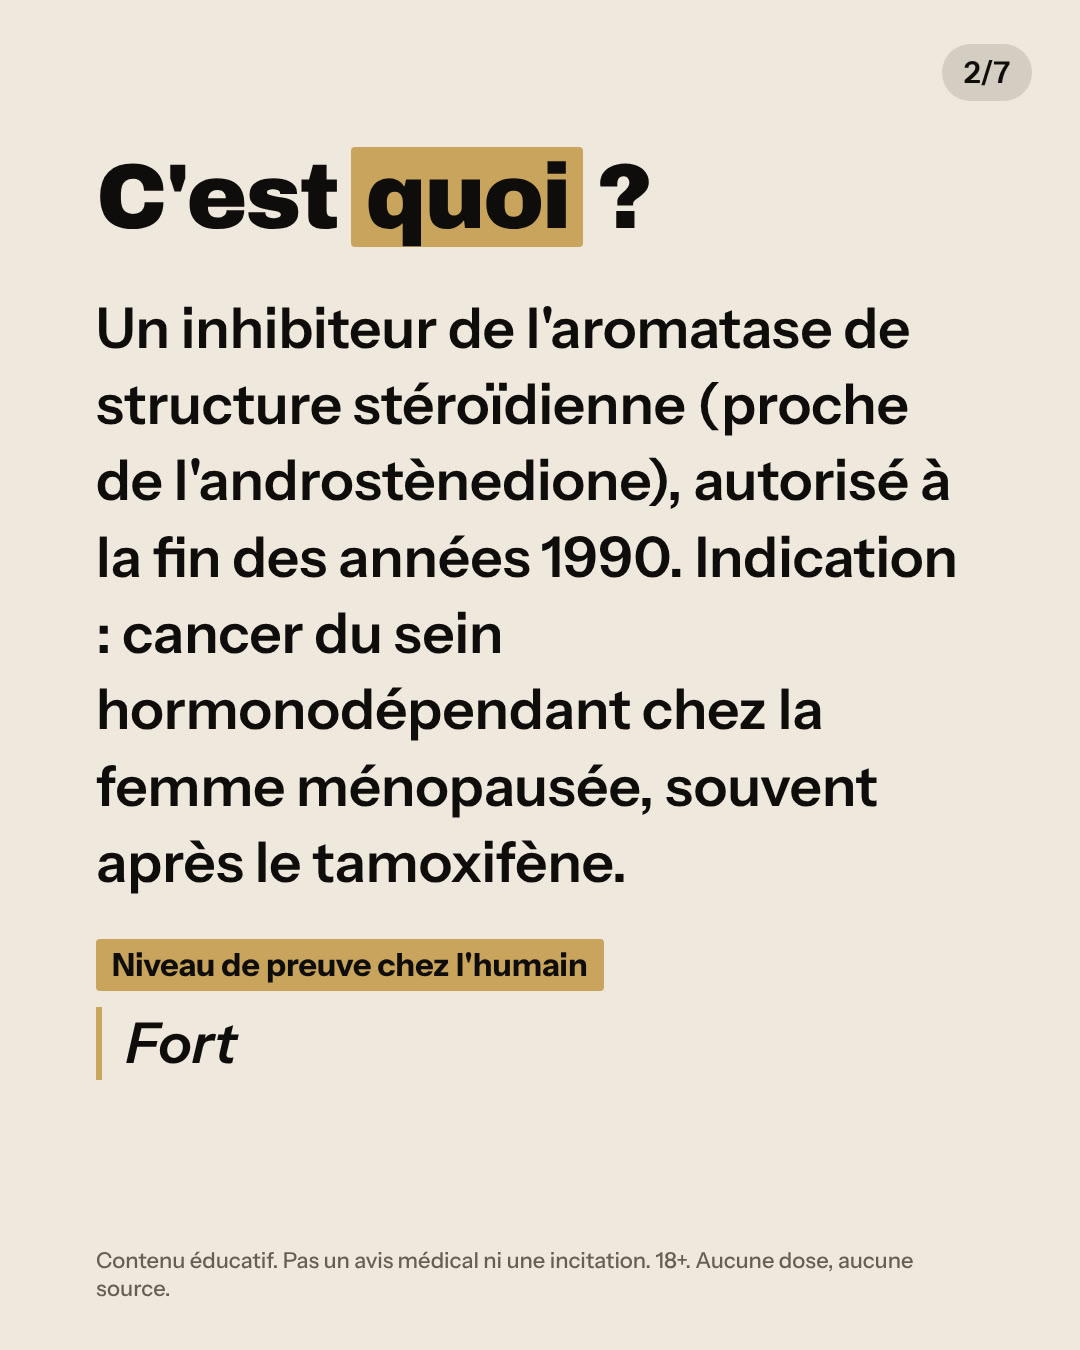 2/7
C'est quoi ?
Un inhibiteur de l'aromatase de
structure stéroïdienne (proche
de l'androstènedione), autorisé à
la fin des années 1990. Indication
: cancer du sein
hormonodépendant chez la
femme ménopausée, souvent
après le tamoxifène.
Niveau de preuve chez l'humain
Fort
Contenu éducatif. Pas un avis médical ni une incitation. 18+. Aucune dose, aucune
source.